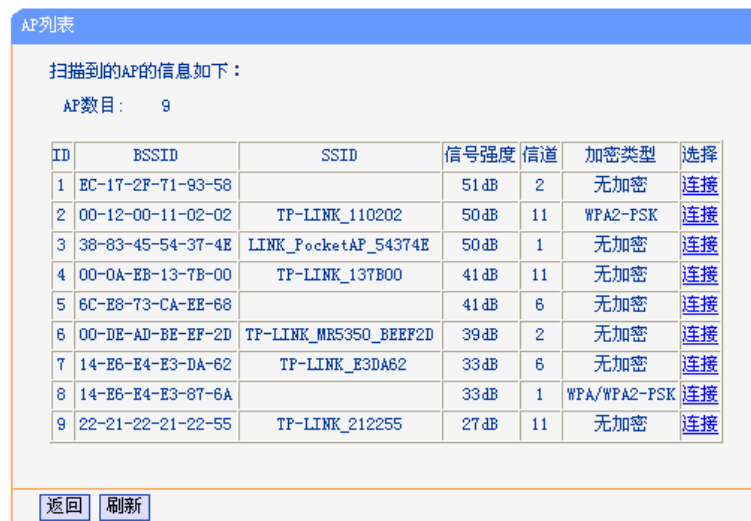 AP列表
扫描到的AP的信息如下：
AP数目： 9
ID BSSID SSID 信号强度 信道 加密类型 选择
1 EC-17-2F-71-93-58 51dB 2 无加密 连接
2 00-12-00-11-02-02 TP-LINK_110202 50dB 11 WPA2-PSK 连接
3 38-83-45-54-37-4E LINK_PocketAP_54374E 50dB 1 无加密 连接
4 00-0A-EB-13-7B-00 TP-LINK_137B00 41dB 11 无加密 连接
5 6C-E8-73-CA-EE-68 41dB 6 无加密 连接
6 00-DE-AD-BE-EF-2D TP-LINK_MR5350_BEEF2D 39dB 2 无加密 连接
7 14-E6-E4-E3-DA-62 TP-LINK_E3DA62 33dB 6 无加密 连接
8 14-E6-E4-E3-87-6A 33dB 1 WPA/WPA2-PSK 连接
9 22-21-22-21-22-55 TP-LINK_212255 27dB 11 无加密 连接
返回 刷新